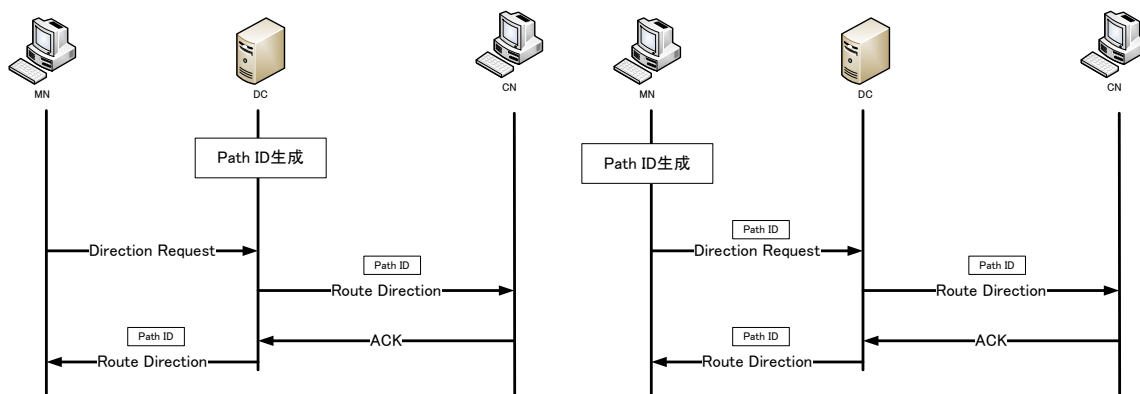 MN
DC
CN
Path ID生成
Direction Request
Path ID
Route Direction
ACK
Path ID
Route Direction
MN
DC
CN
Path ID生成
Path ID
Direction Request
Path ID
Route Direction
ACK
Path ID
Route Direction